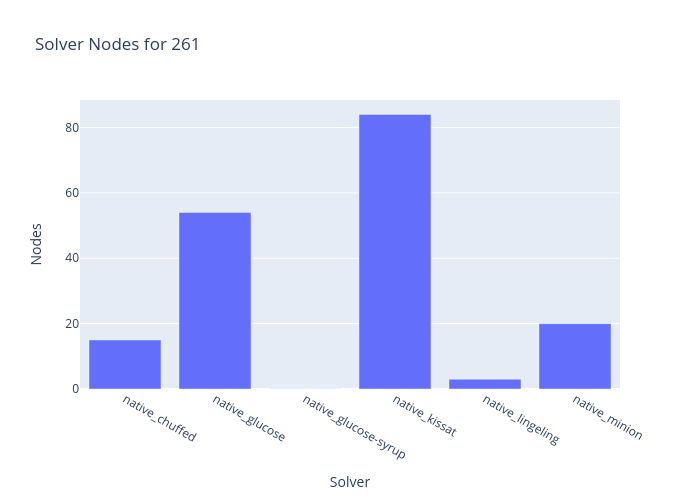 Solver Nodes for 261
Nodes
80
60
40
20
0
native_chuffed
native_glucose
native_glucose-syrup
native_kissat
native_lingeling
native_minion
Solver